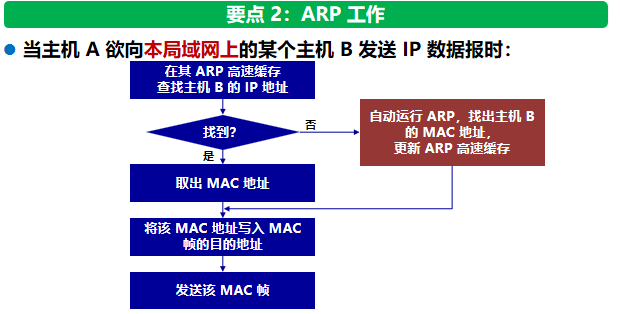 要点 2：ARP 工作
当主机 A 欲向本局域网上的某个主机 B 发送 IP 数据报时：
在其 ARP 高速缓存
查找主机 B 的 IP 地址
找到？
否
是
自动运行 ARP，找出主机 B
的 MAC 地址，
更新 ARP 高速缓存
取出 MAC 地址
将该 MAC 地址写入 MAC
帧的目的地址
发送该 MAC 帧